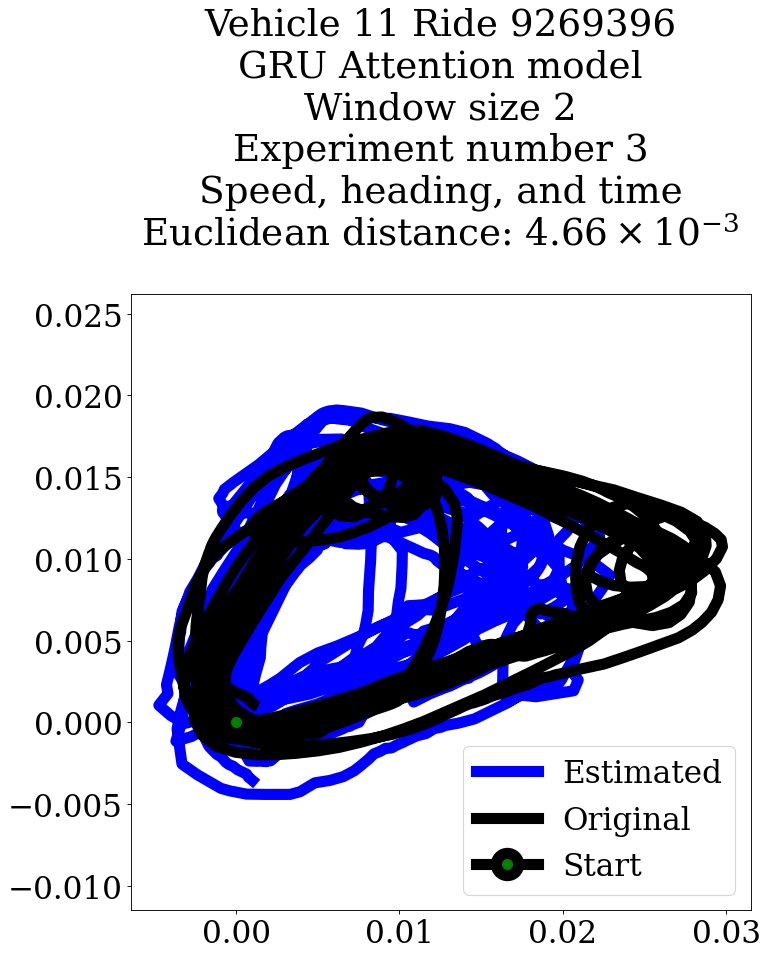 Vehicle 11 Ride 9269396
GRU Attention model
Window size 2
Experiment number 3
Speed, heading, and time
Euclidean distance: 4.66 × 10⁻³
0.025
0.020
0.015
0.010
0.005
0.000
−0.005
−0.010
Estimated
Original
Start
0.00 0.01 0.02 0.03